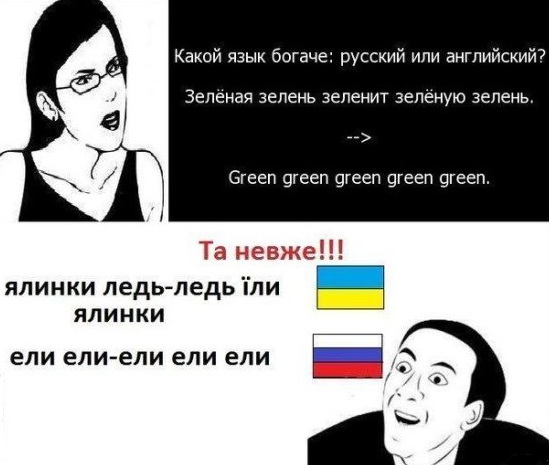 Какой язык богаче: русский или английский?
Зелёная зелень зеленит зелёную зелень.
-->
Green green green green green.
Та невже!!!
ялинки ледь-ледь їли
ялинки
ели ели-ели ели ели